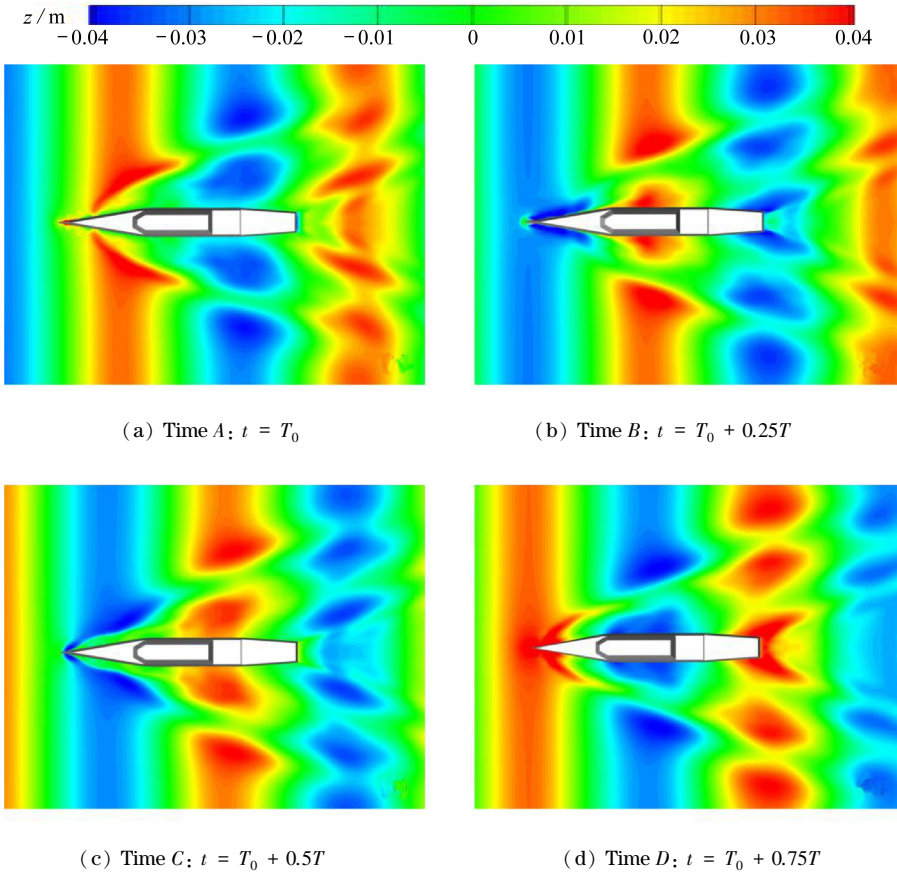 z/m
−0.04 −0.03 −0.02 −0.01 0 0.01 0.02 0.03 0.04
(a) Time A: t = T₀
(b) Time B: t = T₀ + 0.25T
(c) Time C: t = T₀ + 0.5T
(d) Time D: t = T₀ + 0.75T